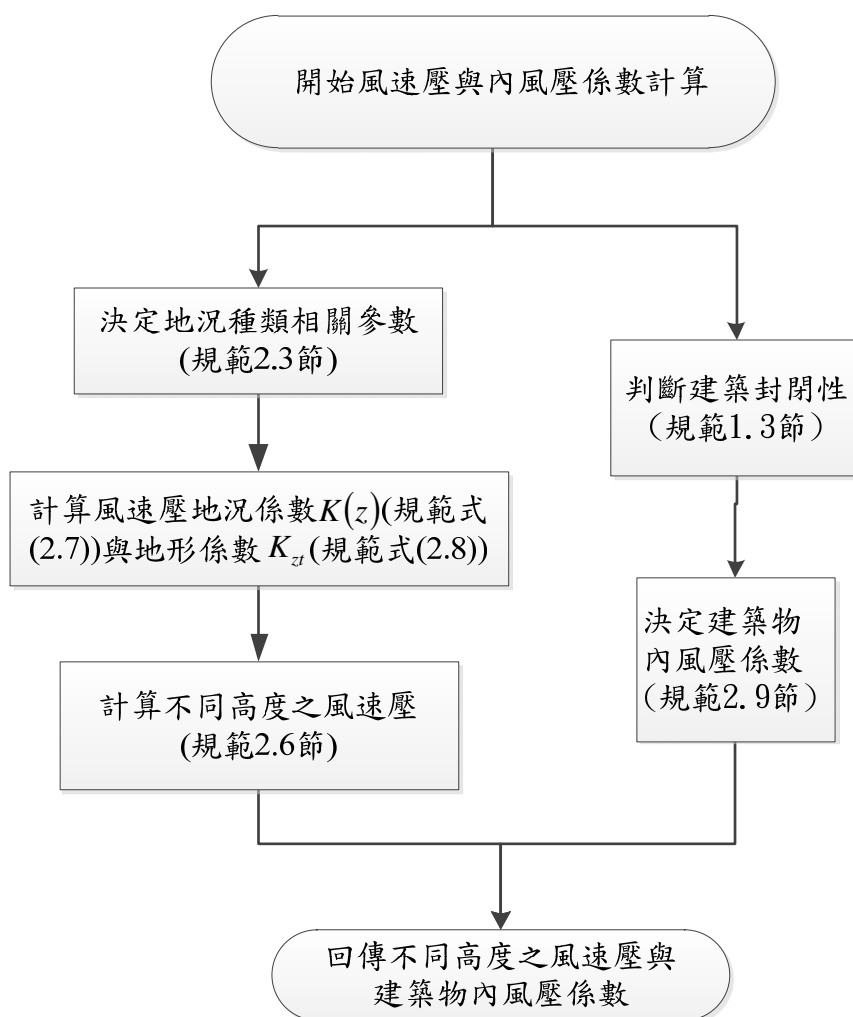 開始風速壓與內風壓係數計算
決定地況種類相關參數
(規範2.3節)
計算風速壓地況係數K(z)(規範式
(2.7))與地形係數 K_{zt} (規範式(2.8))
計算不同高度之風速壓
(規範2.6節)
判斷建築封閉性
(規範1.3節)
決定建築物
內風壓係數
(規範2.9節)
回傳不同高度之風速壓與
建築物內風壓係數